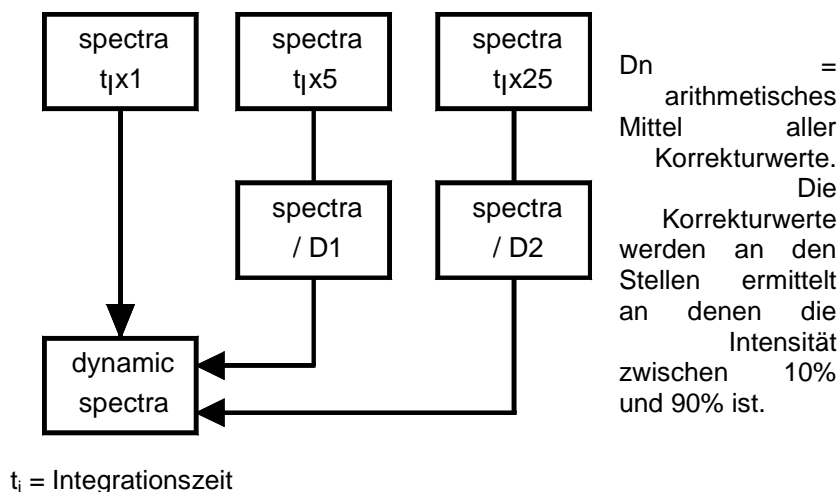 spectra
tIx1
spectra
tIx5
spectra
tIx25
spectra
/ D1
spectra
/ D2
dynamic
spectra
Dn =
arithmetisches
Mittel aller
Korrekturwerte.
Die
Korrekturwerte
werden an den
Stellen ermittelt
an denen die
Intensität
zwischen 10%
und 90% ist.
ti = Integrationszeit